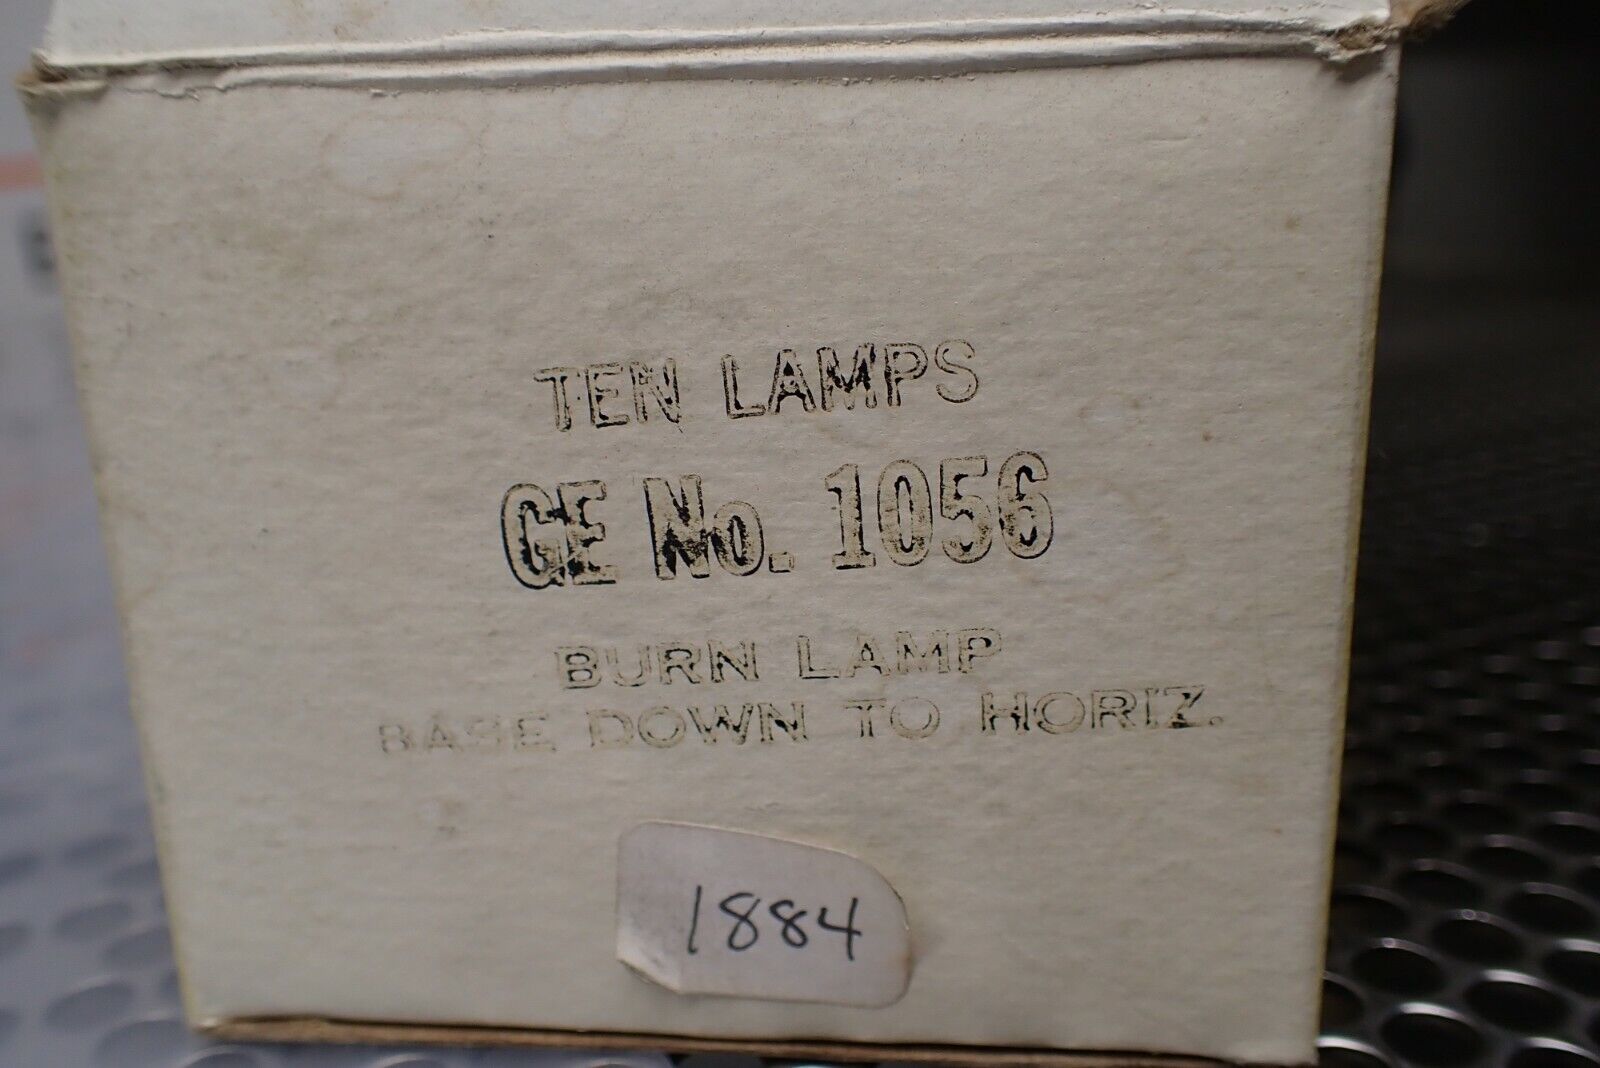 TEN LAMPS
GE No. 1056
BURN LAMP
BASE DOWN TO HORIZ.
1884